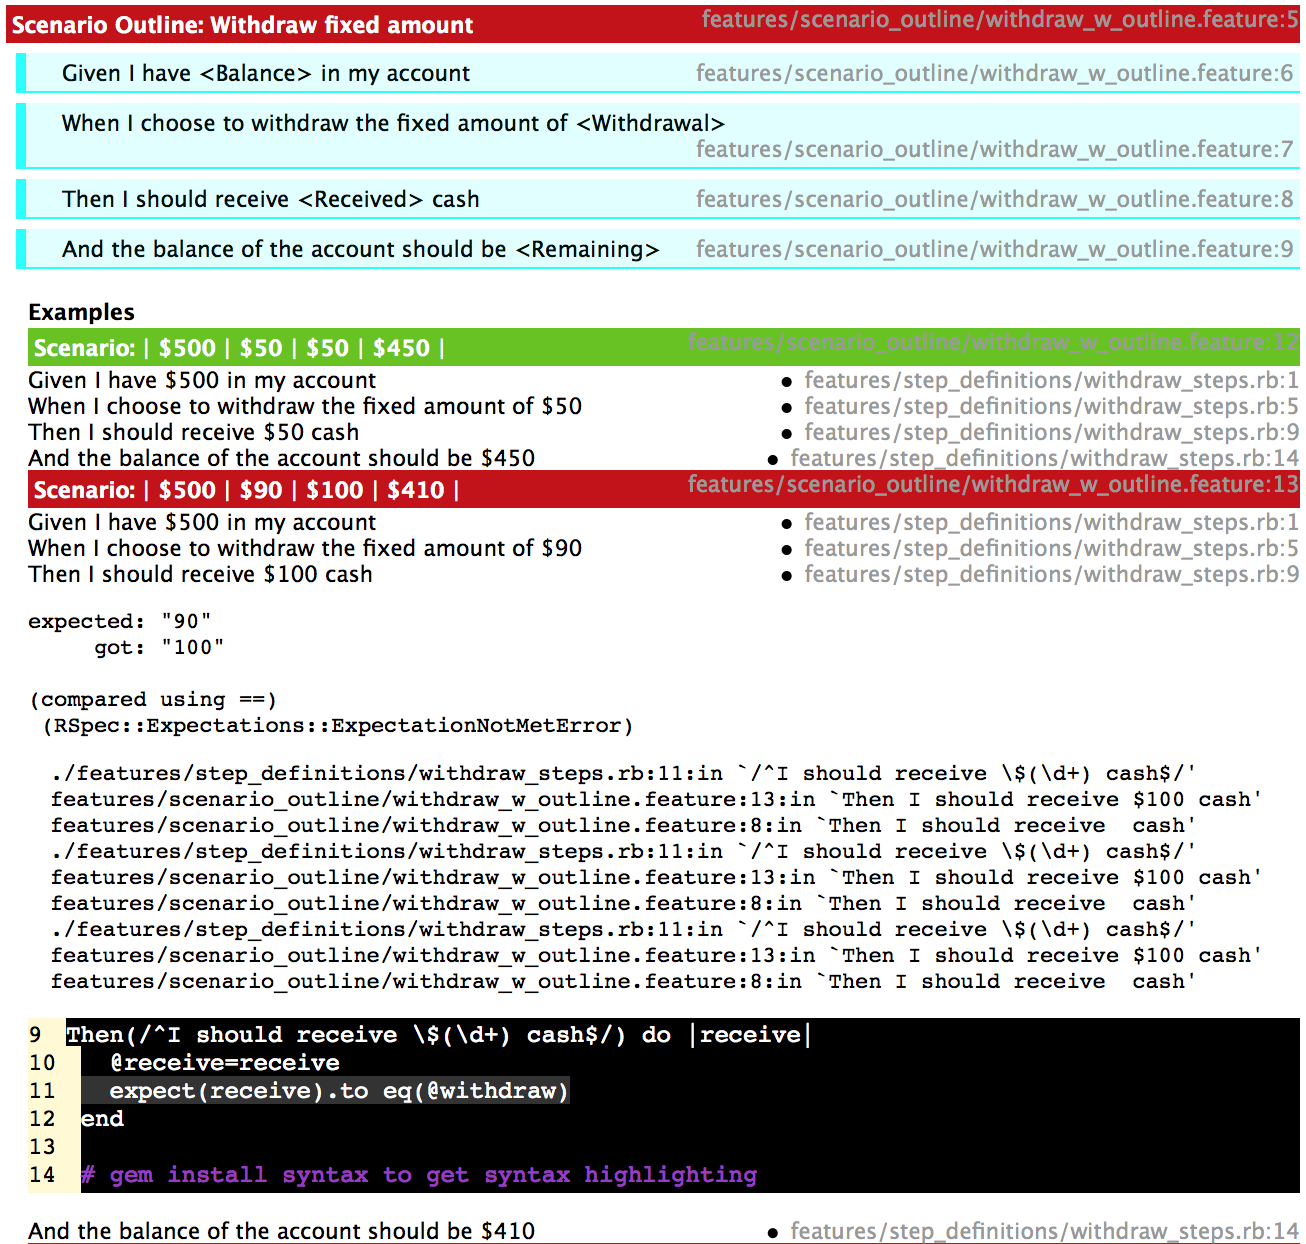 Scenario Outline: Withdraw fixed amount features/scenario_outline/withdraw_w_outline.feature:5
Given I have <Balance> in my account features/scenario_outline/withdraw_w_outline.feature:6
When I choose to withdraw the fixed amount of <Withdrawal>
features/scenario_outline/withdraw_w_outline.feature:7
Then I should receive <Received> cash features/scenario_outline/withdraw_w_outline.feature:8
And the balance of the account should be <Remaining> features/scenario_outline/withdraw_w_outline.feature:9
Examples
Scenario: | $500 | $50 | $50 | $450 | features/scenario_outline/withdraw_w_outline.feature:12
Given I have $500 in my account ● features/step_definitions/withdraw_steps.rb:1
When I choose to withdraw the fixed amount of $50 ● features/step_definitions/withdraw_steps.rb:5
Then I should receive $50 cash ● features/step_definitions/withdraw_steps.rb:9
And the balance of the account should be $450 ● features/step_definitions/withdraw_steps.rb:14
Scenario: | $500 | $90 | $100 | $410 | features/scenario_outline/withdraw_w_outline.feature:13
Given I have $500 in my account ● features/step_definitions/withdraw_steps.rb:1
When I choose to withdraw the fixed amount of $90 ● features/step_definitions/withdraw_steps.rb:5
Then I should receive $100 cash ● features/step_definitions/withdraw_steps.rb:9
expected: "90"
got: "100"
(compared using ==)
(RSpec::Expectations::ExpectationNotMetError)
./features/step_definitions/withdraw_steps.rb:11:in `/^I should receive \$(\d+) cash$/'
features/scenario_outline/withdraw_w_outline.feature:13:in `Then I should receive $100 cash'
features/scenario_outline/withdraw_w_outline.feature:8:in `Then I should receive  cash'
./features/step_definitions/withdraw_steps.rb:11:in `/^I should receive \$(\d+) cash$/'
features/scenario_outline/withdraw_w_outline.feature:13:in `Then I should receive $100 cash'
features/scenario_outline/withdraw_w_outline.feature:8:in `Then I should receive  cash'
./features/step_definitions/withdraw_steps.rb:11:in `/^I should receive \$(\d+) cash$/'
features/scenario_outline/withdraw_w_outline.feature:13:in `Then I should receive $100 cash'
features/scenario_outline/withdraw_w_outline.feature:8:in `Then I should receive  cash'
9 Then(/^I should receive \$(\d+) cash$/) do |receive|
10 @receive=receive
11 expect(receive).to eq(@withdraw)
12 end
13
14 # gem install syntax to get syntax highlighting
And the balance of the account should be $410 ● features/step_definitions/withdraw_steps.rb:14